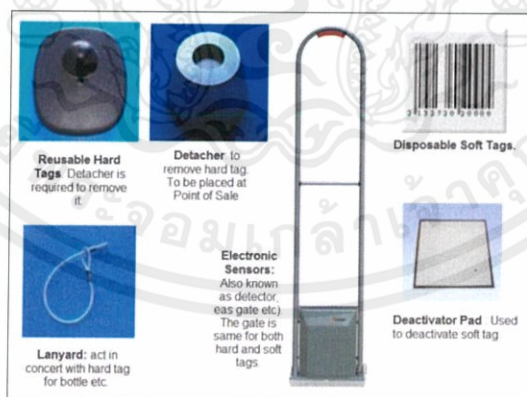 Reusable Hard
Tags. Detacher is
required to remove
it.
Detacher: to
remove hard tag.
To be placed at
Point of Sale
Disposable Soft Tags.
Lanyard: act in
concert with hard tag
for bottle etc.
Electronic
Sensors:
Also known
as detector,
eas gate etc)
The gate is
same for both
hard and soft
tags.
Deactivator Pad : Used
to deactivate soft tag